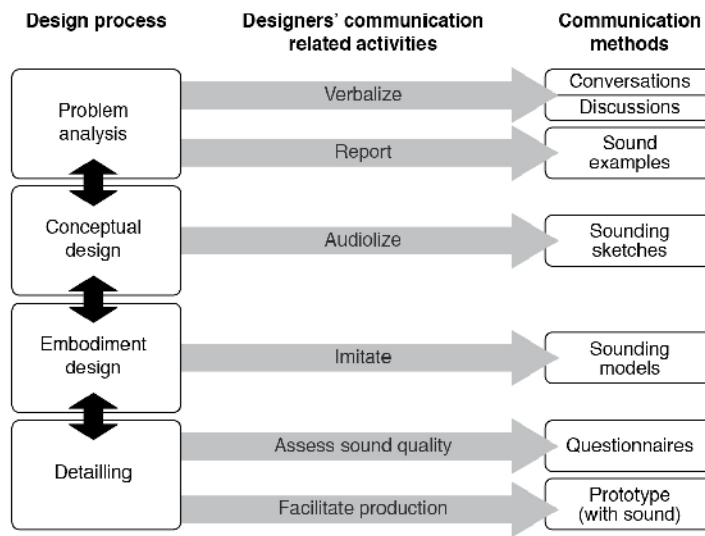 Design process
Designers' communication
related activities
Communication
methods
Problem
analysis
Verbalize
Conversations
Discussions
Report
Sound
examples
Conceptual
design
Audiolize
Sounding
sketches
Embodiment
design
Imitate
Sounding
models
Detailling
Assess sound quality
Questionnaires
Facilitate production
Prototype
(with sound)